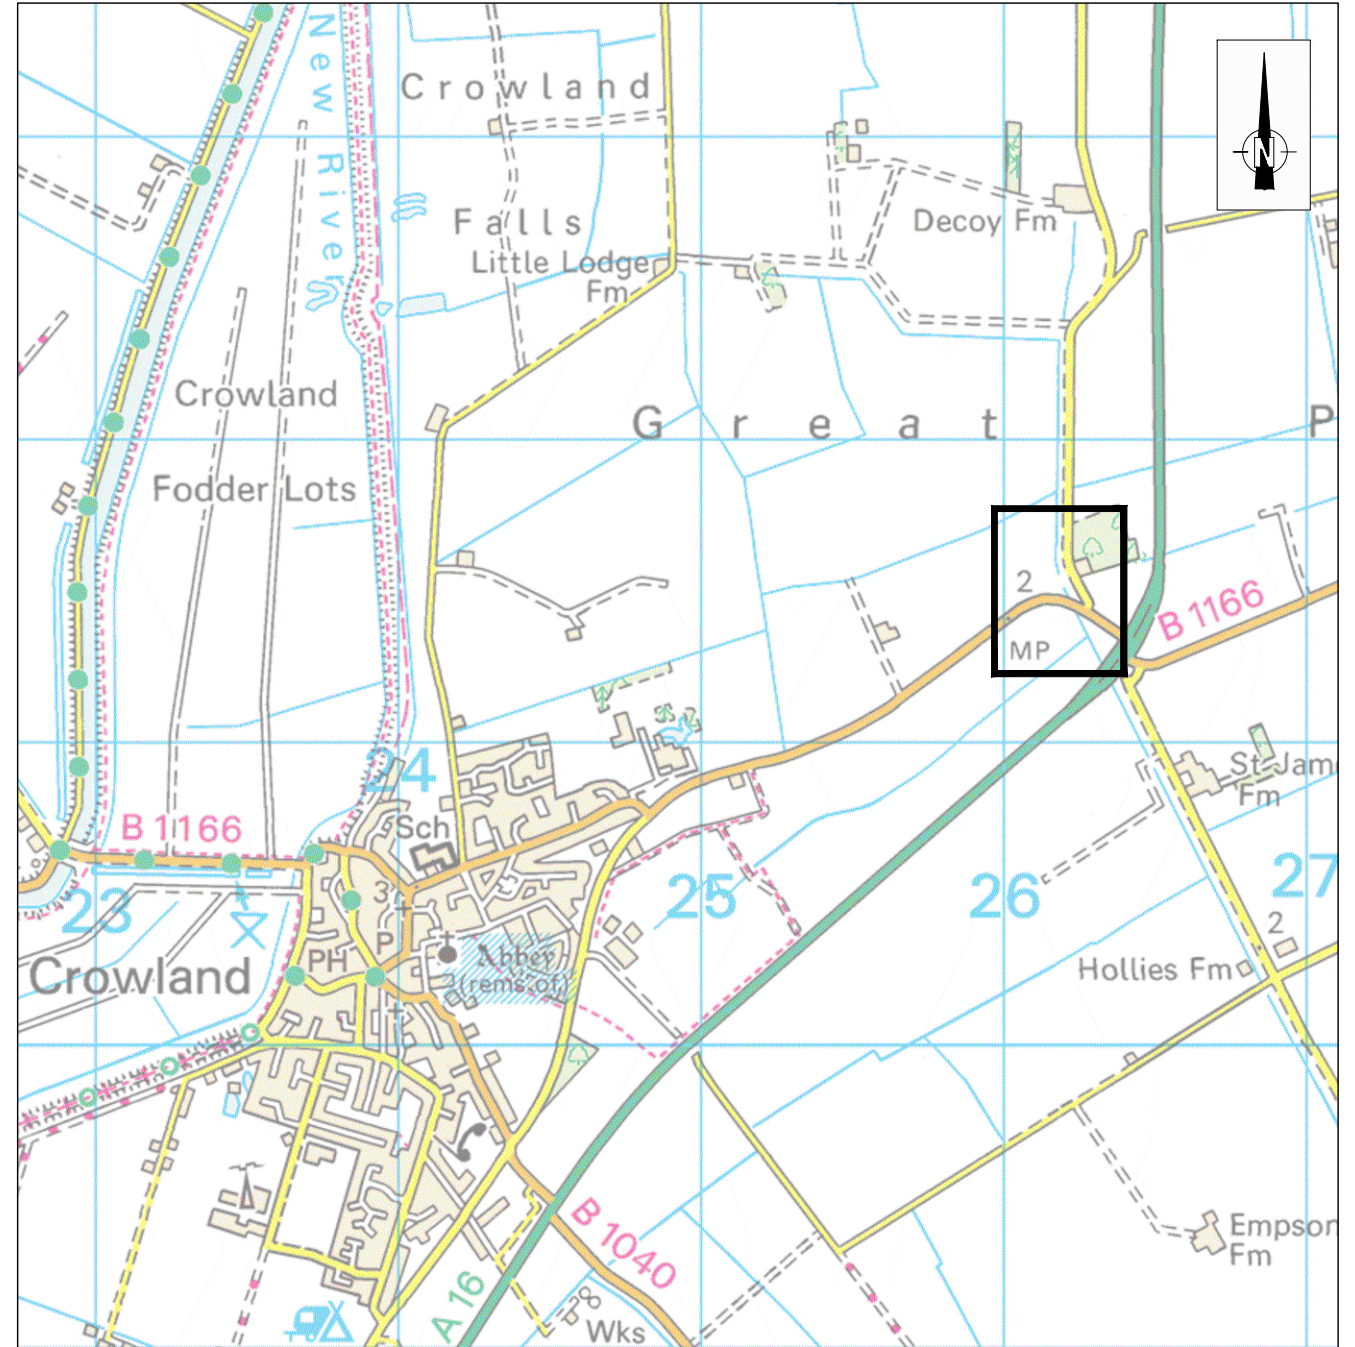 New River
Crowland
Falls
N
Decoy Fm
Little Lodge
Fm
Crowland
Fodder Lots
Great P
2
MP
B 1166
24
St Jam
Fm
B 1166
Sch
3
23
25
26
27
2
Crowland
PH
P
Abbey
(rems of)
Hollies Fm
B 1040
A 16
Empson
Fm
Wks